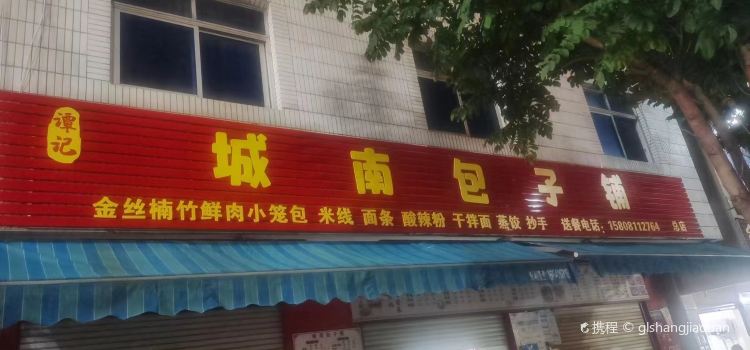 谭记
城南包子铺
金丝楠竹鲜肉小笼包 米线 面条 酸辣粉 干拌面 蒸饺 抄手 送餐电话:15808112764 总店
携程 © glshangjiaquan